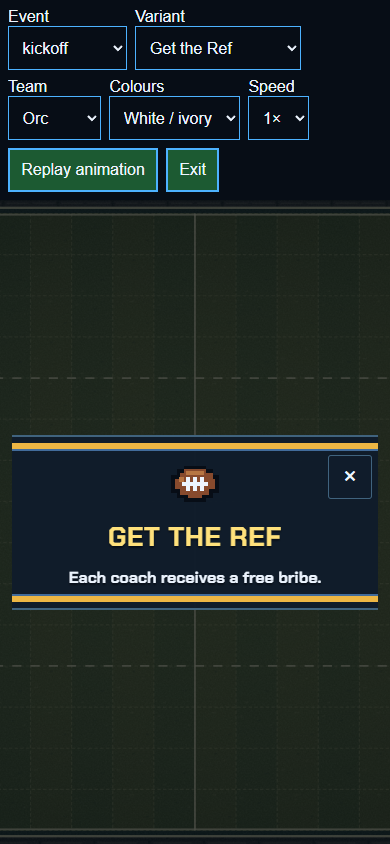 Event Variant
kickoff Get the Ref
Team Colours Speed
Orc White / ivory 1×
Replay animation Exit
×
GET THE REF
Each coach receives a free bribe.